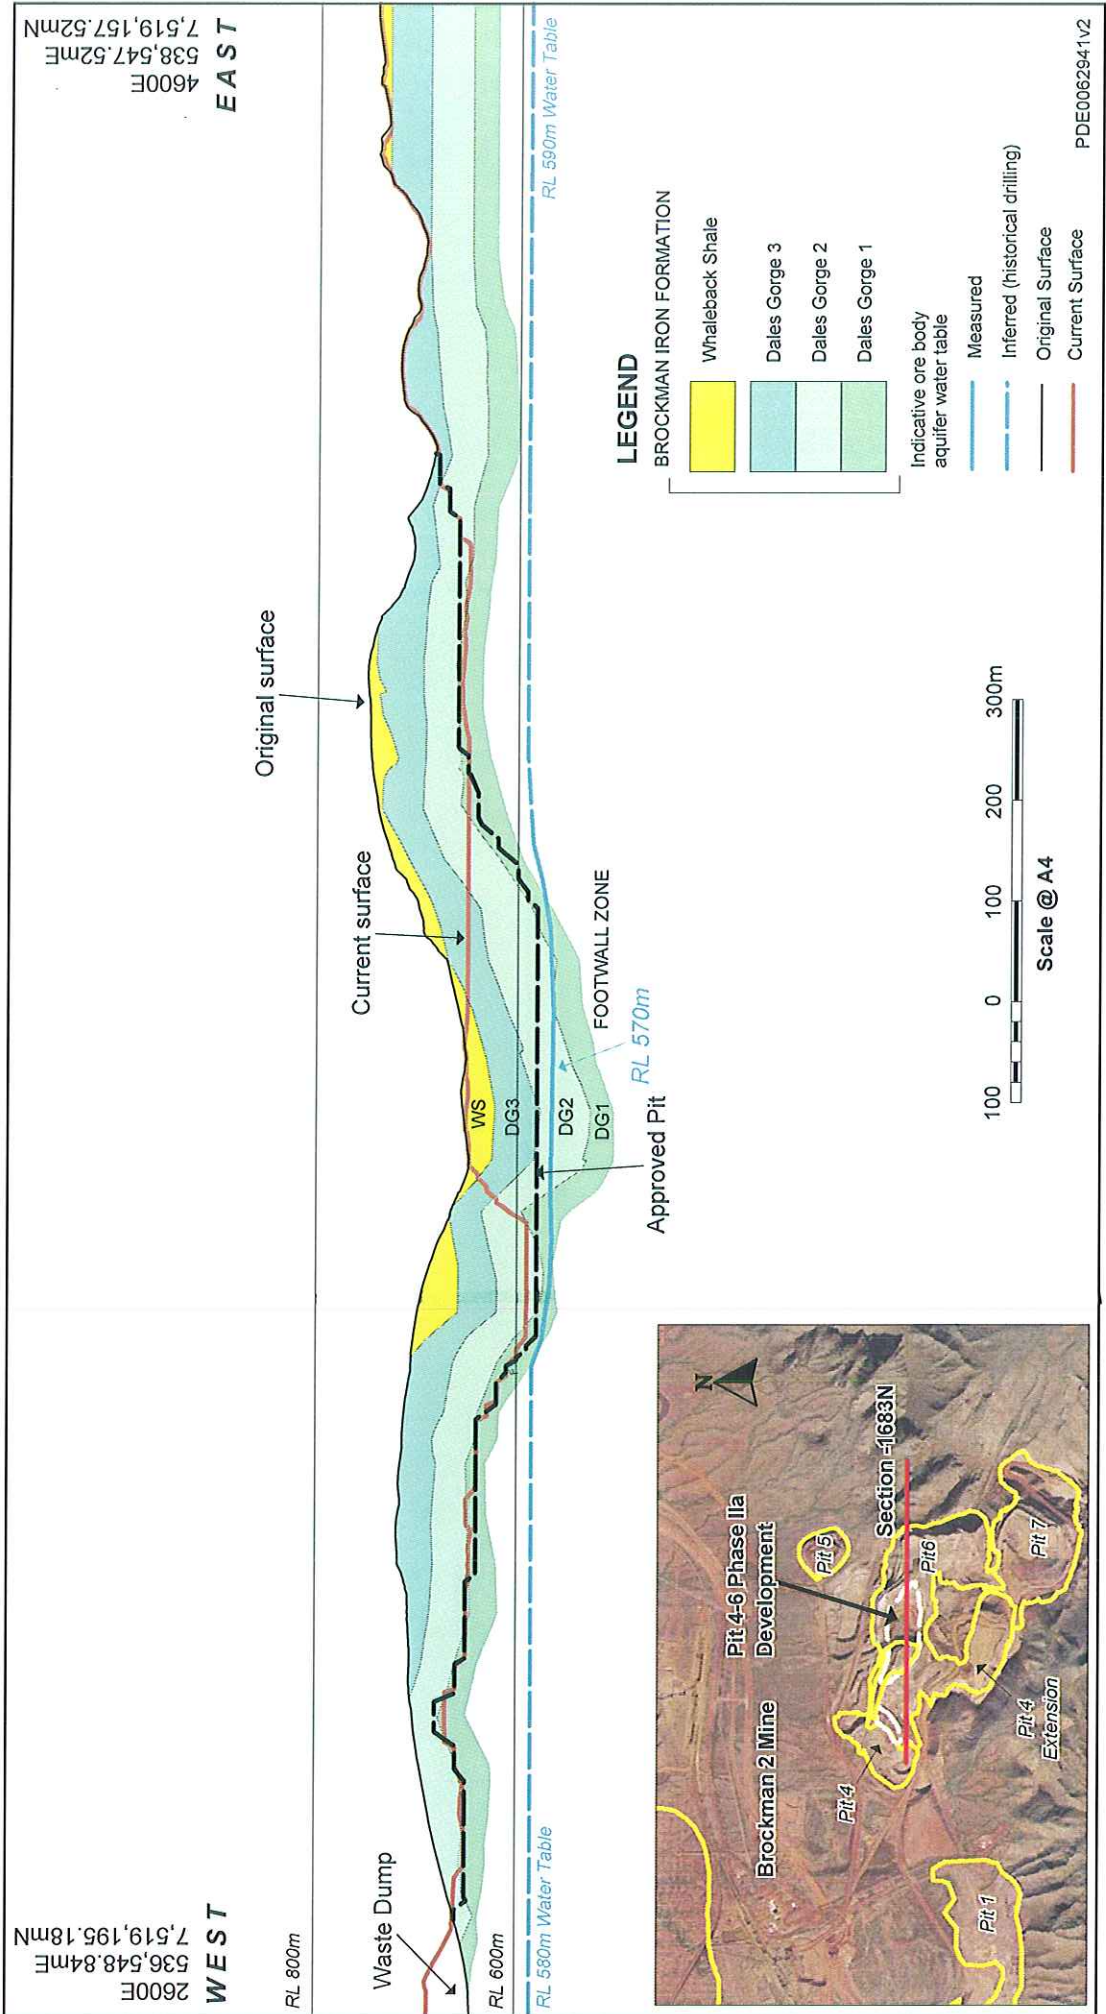 2600E
536,548.84mE
7,519,195.18mN
WEST
4600E
538,547.52mE
7,519,157.52mN
EAST
RL 800m
Original surface
Current surface
Waste Dump
RL 600m
WS
DG3
DG2
DG1
FOOTWALL ZONE
RL 580m Water Table
RL 590m Water Table
RL 570m
Approved Pit
Brockman 2 Mine
Pit 4-6 Phase IIa
Development
Section -1683N
N
Pit 5
Pit 4
Pit6
Pit 7
Pit 4
Extension
Pit 1
100 0 100 200 300m
Scale @ A4
LEGEND
BROCKMAN IRON FORMATION
Whaleback Shale
Dales Gorge 3
Dales Gorge 2
Dales Gorge 1
Indicative ore body
aquifer water table
Measured
Inferred (historical drilling)
Original Surface
Current Surface
PDE0062941v2